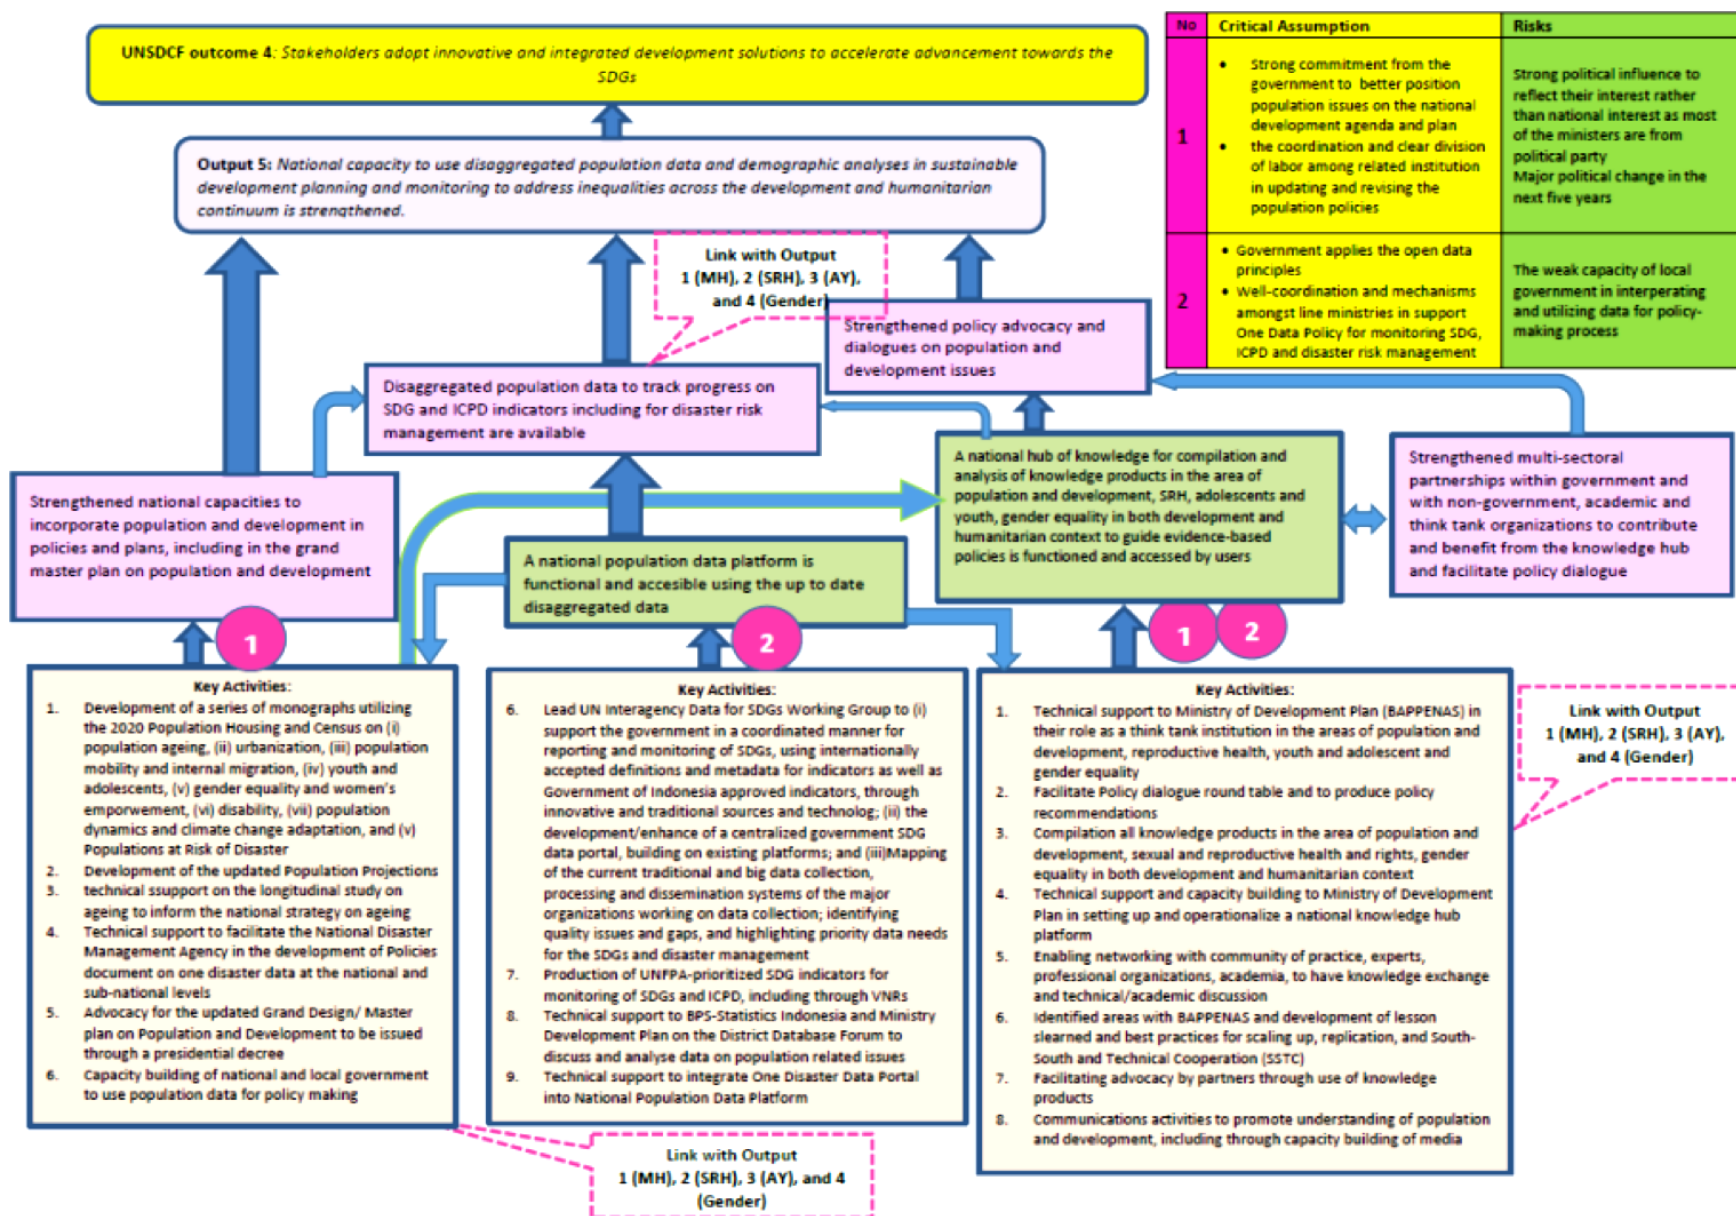 UNSDCF outcome 4: Stakeholders adopt innovative and integrated development solutions to accelerate advancement towards the
SDGs
Output 5: National capacity to use disaggregated population data and demographic analyses in sustainable
development planning and monitoring to address inequalities across the development and humanitarian
continuum is strengthened.
No Critical Assumption Risks
1
• Strong commitment from the
government to better position
population issues on the national
development agenda and plan
• the coordination and clear division
of labor among related institution
in updating and revising the
population policies
Strong political influence to
reflect their interest rather
than national interest as most
of the ministers are from
political party
Major political change in the
next five years
2
• Government applies the open data
principles
• Well-coordination and mechanisms
amongst line ministries in support
One Data Policy for monitoring SDG,
ICPD and disaster risk management
The weak capacity of local
government in interperating
and utilizing data for policy-
making process
Link with Output
1 (MH), 2 (SRH), 3 (AY),
and 4 (Gender)
Strengthened policy advocacy and
dialogues on population and
development issues
Disaggregated population data to track progress on
SDG and ICPD indicators including for disaster risk
management are available
Strengthened national capacities to
incorporate population and development in
policies and plans, including in the grand
master plan on population and development
A national population data platform is
functional and accesible using the up to date
disaggregated data
A national hub of knowledge for compilation and
analysis of knowledge products in the area of
population and development, SRH, adolescents and
youth, gender equality in both development and
humanitarian context to guide evidence-based
policies is functioned and accessed by users
Strengthened multi-sectoral
partnerships within government and
with non-government, academic and
think tank organizations to contribute
and benefit from the knowledge hub
and facilitate policy dialogue
1
2
1 2
Key Activities:
1. Development of a series of monographs utilizing
the 2020 Population Housing and Census on (i)
population ageing, (ii) urbanization, (iii) population
mobility and internal migration, (iv) youth and
adolescents, (v) gender equality and women's
emporwement, (vi) disability, (vii) population
dynamics and climate change adaptation, and (v)
Populations at Risk of Disaster
2. Development of the updated Population Projections
3. technical ssupport on the longitudinal study on
ageing to inform the national strategy on ageing
4. Technical support to facilitate the National Disaster
Management Agency in the development of Policies
document on one disaster data at the national and
sub-national levels
5. Advocacy for the updated Grand Design/ Master
plan on Population and Development to be issued
through a presidential decree
6. Capacity building of national and local government
to use population data for policy making
Key Activities:
6. Lead UN Interagency Data for SDGs Working Group to (i)
support the government in a coordinated manner for
reporting and monitoring of SDGs, using internationally
accepted definitions and metadata for indicators as well as
Government of Indonesia approved indicators, through
innovative and traditional sources and technolog; (ii) the
development/enhance of a centralized government SDG
data portal, building on existing platforms; and (iii)Mapping
of the current traditional and big data collection,
processing and dissemination systems of the major
organizations working on data collection; identifying
quality issues and gaps, and highlighting priority data needs
for the SDGs and disaster management
7. Production of UNFPA-prioritized SDG indicators for
monitoring of SDGs and ICPD, including through VNRs
8. Technical support to BPS-Statistics Indonesia and Ministry
Development Plan on the District Database Forum to
discuss and analyse data on population related issues
9. Technical support to integrate One Disaster Data Portal
into National Population Data Platform
Key Activities:
1. Technical support to Ministry of Development Plan (BAPPENAS) in
their role as a think tank institution in the areas of population and
development, reproductive health, youth and adolescent and
gender equality
2. Facilitate Policy dialogue round table and to produce policy
recommendations
3. Compilation all knowledge products in the area of population and
development, sexual and reproductive health and rights, gender
equality in both development and humanitarian context
4. Technical support and capacity building to Ministry of Development
Plan in setting up and operationalize a national knowledge hub
platform
5. Enabling networking with community of practice, experts,
professional organizations, academia, to have knowledge exchange
and technical/academic discussion
6. Identified areas with BAPPENAS and development of lesson
slearned and best practices for scaling up, replication, and South-
South and Technical Cooperation (SSTC)
7. Facilitating advocacy by partners through use of knowledge
products
8. Communications activities to promote understanding of population
and development, including through capacity building of media
Link with Output
1 (MH), 2 (SRH), 3 (AY),
and 4 (Gender)
Link with Output
1 (MH), 2 (SRH), 3 (AY), and 4
(Gender)